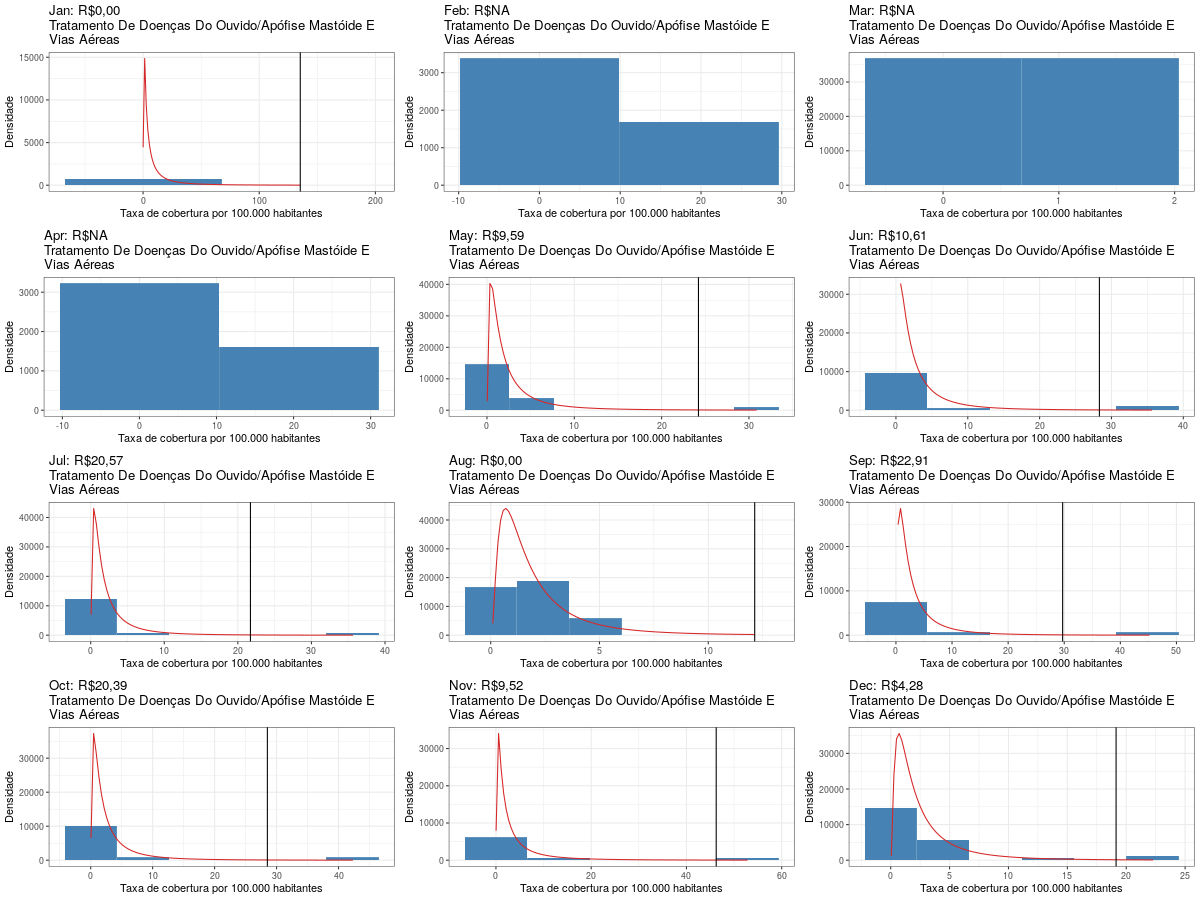 Jan: R$0,00
Tratamento De Doenças Do Ouvido/Apófise Mastóide E
Vias Aéreas
Densidade
15000
10000
5000
0
0 100 200
Taxa de cobertura por 100.000 habitantes
Feb: R$NA
Tratamento De Doenças Do Ouvido/Apófise Mastóide E
Vias Aéreas
Densidade
3000
2000
1000
0
-10 0 10 20 30
Taxa de cobertura por 100.000 habitantes
Mar: R$NA
Tratamento De Doenças Do Ouvido/Apófise Mastóide E
Vias Aéreas
Densidade
30000
20000
10000
0
0 1 2
Taxa de cobertura por 100.000 habitantes
Apr: R$NA
Tratamento De Doenças Do Ouvido/Apófise Mastóide E
Vias Aéreas
Densidade
3000
2000
1000
0
-10 0 10 20 30
Taxa de cobertura por 100.000 habitantes
May: R$9,59
Tratamento De Doenças Do Ouvido/Apófise Mastóide E
Vias Aéreas
Densidade
40000
30000
20000
10000
0
0 10 20 30
Taxa de cobertura por 100.000 habitantes
Jun: R$10,61
Tratamento De Doenças Do Ouvido/Apófise Mastóide E
Vias Aéreas
Densidade
30000
20000
10000
0
0 10 20 30 40
Taxa de cobertura por 100.000 habitantes
Jul: R$20,57
Tratamento De Doenças Do Ouvido/Apófise Mastóide E
Vias Aéreas
Densidade
40000
30000
20000
10000
0
0 10 20 30 40
Taxa de cobertura por 100.000 habitantes
Aug: R$0,00
Tratamento De Doenças Do Ouvido/Apófise Mastóide E
Vias Aéreas
Densidade
40000
30000
20000
10000
0
0 5 10
Taxa de cobertura por 100.000 habitantes
Sep: R$22,91
Tratamento De Doenças Do Ouvido/Apófise Mastóide E
Vias Aéreas
Densidade
30000
20000
10000
0
0 10 20 30 40 50
Taxa de cobertura por 100.000 habitantes
Oct: R$20,39
Tratamento De Doenças Do Ouvido/Apófise Mastóide E
Vias Aéreas
Densidade
30000
20000
10000
0
0 10 20 30 40
Taxa de cobertura por 100.000 habitantes
Nov: R$9,52
Tratamento De Doenças Do Ouvido/Apófise Mastóide E
Vias Aéreas
Densidade
30000
20000
10000
0
0 20 40 60
Taxa de cobertura por 100.000 habitantes
Dec: R$4,28
Tratamento De Doenças Do Ouvido/Apófise Mastóide E
Vias Aéreas
Densidade
30000
20000
10000
0
0 5 10 15 20 25
Taxa de cobertura por 100.000 habitantes